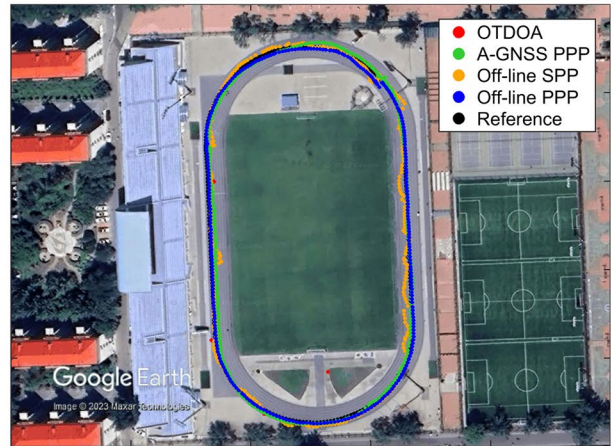 OTDOA
A-GNSS PPP
Off-line SPP
Off-line PPP
Reference
Google Earth
Image © 2023 Maxar Technologies